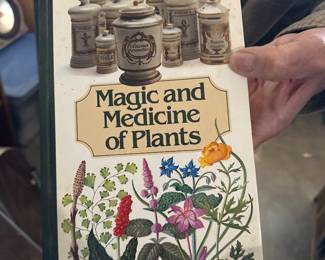 Magic and
Medicine
of Plants